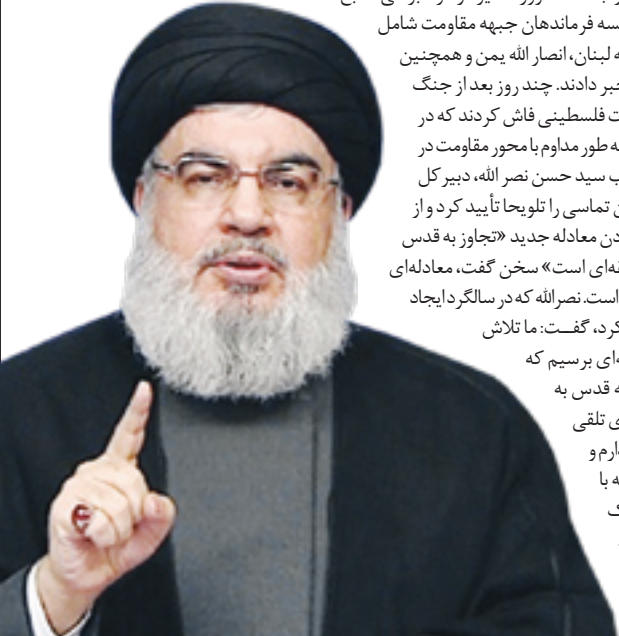 سه فرماندهان جبهه مقاومت شامل
ه لبنان، انصار الله یمن و همچنین
خبر دادند. چند روز بعد از جنگ
ت فلسطینی فاش کردند که در
ه طور مداوم با محور مقاومت در
ب سید حسن نصر الله، دبیر کل
ن تماسی را تلویحا تأیید کرد و از
دن معادله جدید «تجاوز به قدس
قه‌ای است» سخن گفت، معادله‌ای
است. نصرالله که در سالگرد ایجاد
کرد، گفــت: ما تلاش
ه‌ای برسیم که
ه قدس به
ی تلقی
ارم و
ه با
ک